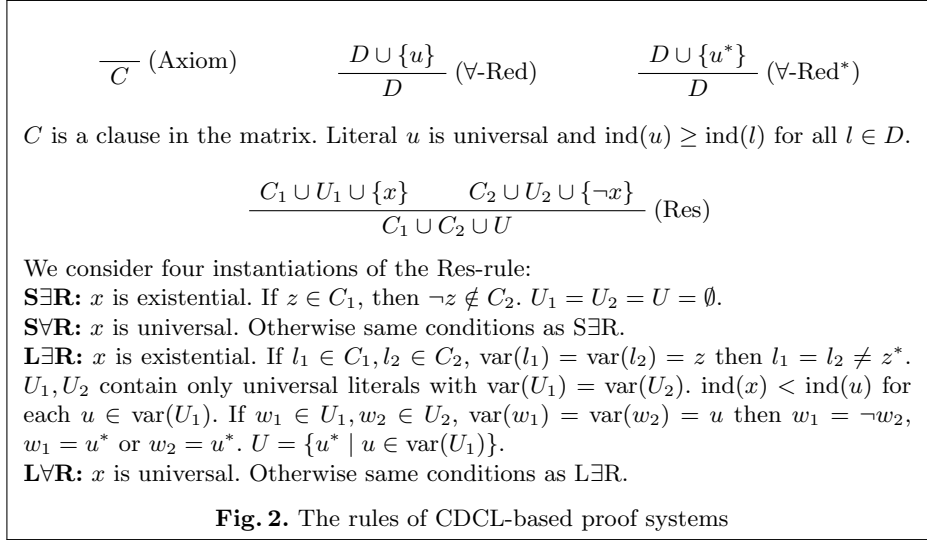 ――― (Axiom)    D ∪ {u} (∀-Red)    D ∪ {u*} (∀-Red*)
C    D    D
C is a clause in the matrix. Literal u is universal and ind(u) ≥ ind(l) for all l ∈ D.
C₁ ∪ U₁ ∪ {x}    C₂ ∪ U₂ ∪ {¬x} (Res)
C₁ ∪ C₂ ∪ U
We consider four instantiations of the Res-rule:
S∃R: x is existential. If z ∈ C₁, then ¬z ∉ C₂. U₁ = U₂ = U = ∅.
S∀R: x is universal. Otherwise same conditions as S∃R.
L∃R: x is existential. If l₁ ∈ C₁, l₂ ∈ C₂, var(l₁) = var(l₂) = z then l₁ = l₂ ≠ z*.
U₁, U₂ contain only universal literals with var(U₁) = var(U₂). ind(x) < ind(u) for
each u ∈ var(U₁). If w₁ ∈ U₁, w₂ ∈ U₂, var(w₁) = var(w₂) = u then w₁ = ¬w₂,
w₁ = u* or w₂ = u*. U = {u* | u ∈ var(U₁)}.
L∀R: x is universal. Otherwise same conditions as L∃R.
Fig. 2. The rules of CDCL-based proof systems